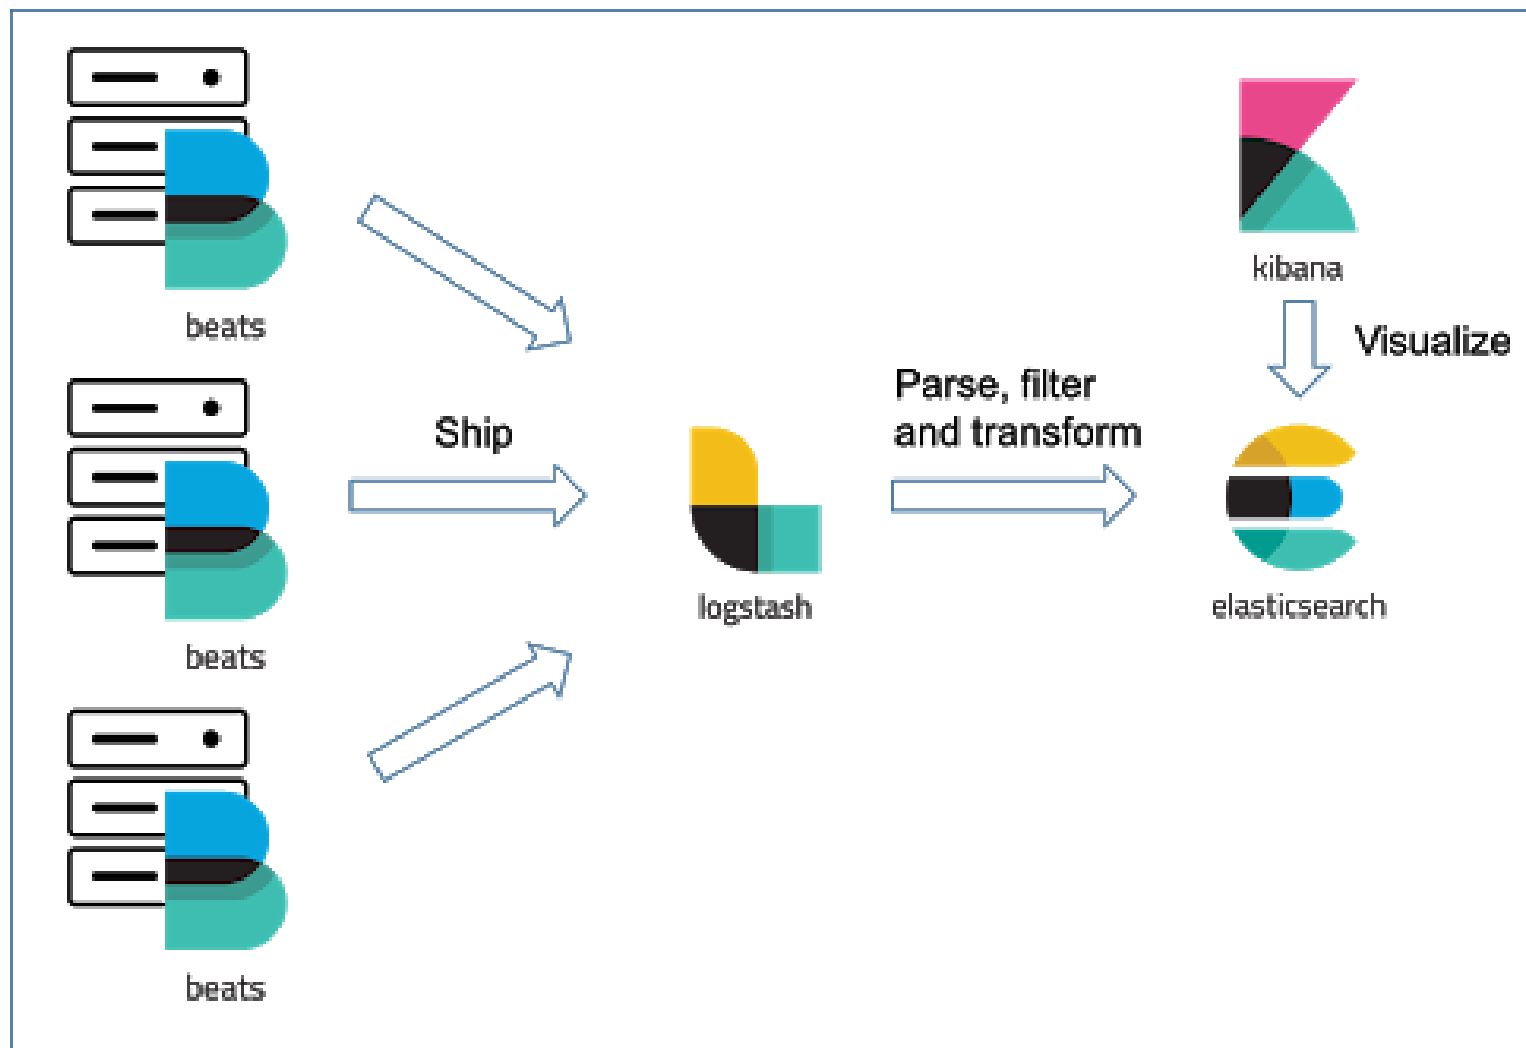 beats
beats
beats
Ship
logstash
Parse, filter
and transform
kibana
Visualize
elasticsearch